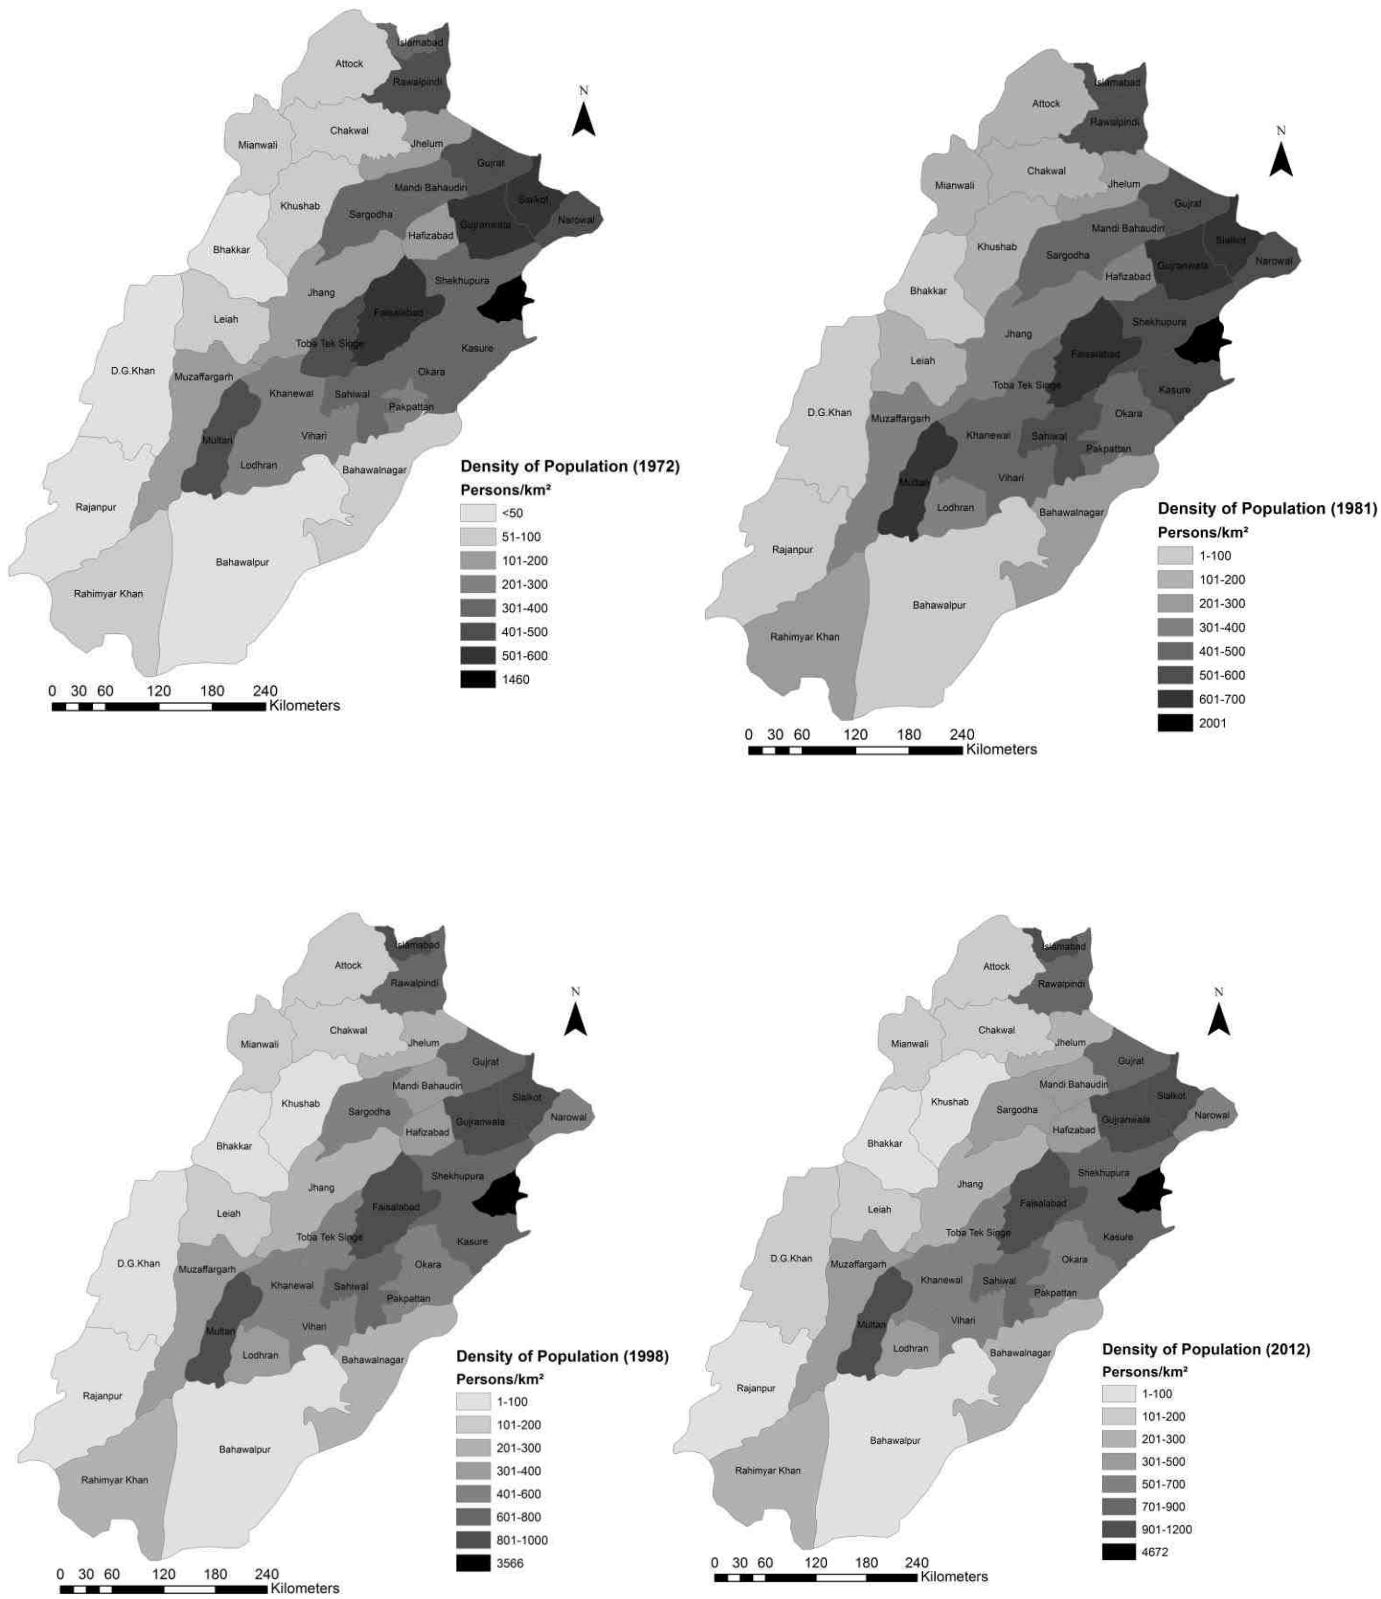 Islamabad
Attock
Rawalpindi
N
Chakwal
Mianwali
Jhelum
Gujrat
Mandi Bahaudin
Khushab
Sialkot
Sargodha
Narowal
Gujranwala
Hafizabad
Bhakkar
Shekhupura
Jhang
Faisalabad
Leiah
Toba Tek Singe
Kasure
D.G.Khan
Okara
Muzaffargarh
Khanewal
Sahiwal
Pakpattan
Multan
Vihari
Lodhran
Bahawalnagar
Rajanpur
Bahawalpur
Rahimyar Khan
Density of Population (1972)
Persons/km²
<50
51-100
101-200
201-300
301-400
401-500
501-600
1460
0 30 60 120 180 240
Kilometers
Islamabad
Attock
Rawalpindi
N
Chakwal
Mianwali
Jhelum
Gujrat
Mandi Bahaudin
Khushab
Sialkot
Sargodha
Narowal
Gujranwala
Hafizabad
Bhakkar
Shekhupura
Jhang
Faisalabad
Leiah
Toba Tek Singe
Kasure
D.G.Khan
Okara
Muzaffargarh
Khanewal
Sahiwal
Pakpattan
Multan
Vihari
Lodhran
Bahawalnagar
Rajanpur
Bahawalpur
Rahimyar Khan
Density of Population (1981)
Persons/km²
1-100
101-200
201-300
301-400
401-500
501-600
601-700
2001
0 30 60 120 180 240
Kilometers
Islamabad
Attock
Rawalpindi
N
Chakwal
Mianwali
Jhelum
Gujrat
Mandi Bahaudin
Khushab
Sialkot
Sargodha
Narowal
Gujranwala
Hafizabad
Bhakkar
Shekhupura
Jhang
Faisalabad
Leiah
Toba Tek Singe
Kasure
D.G.Khan
Okara
Muzaffargarh
Khanewal
Sahiwal
Pakpattan
Multan
Vihari
Lodhran
Bahawalnagar
Rajanpur
Bahawalpur
Rahimyar Khan
Density of Population (1998)
Persons/km²
1-100
101-200
201-300
301-400
401-600
601-800
801-1000
3566
0 30 60 120 180 240
Kilometers
Islamabad
Attock
Rawalpindi
N
Chakwal
Mianwali
Jhelum
Gujrat
Mandi Bahaudin
Khushab
Sialkot
Sargodha
Narowal
Gujranwala
Hafizabad
Bhakkar
Shekhupura
Jhang
Faisalabad
Leiah
Toba Tek Singe
Kasure
D.G.Khan
Okara
Muzaffargarh
Khanewal
Sahiwal
Pakpattan
Multan
Vihari
Lodhran
Bahawalnagar
Rajanpur
Bahawalpur
Rahimyar Khan
Density of Population (2012)
Persons/km²
1-100
101-200
201-300
301-500
501-700
701-900
901-1200
4672
0 30 60 120 180 240
Kilometers